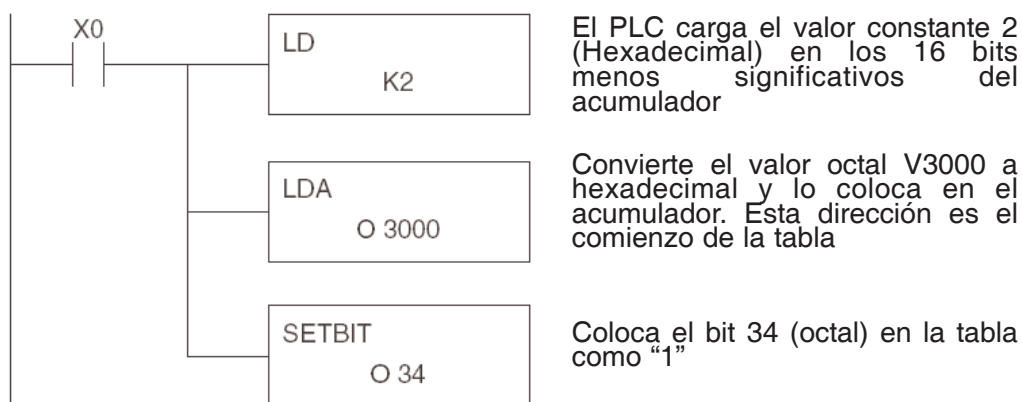 X0
LD
K2
El PLC carga el valor constante 2
(Hexadecimal) en los 16 bits
menos significativos del
acumulador
LDA
O 3000
Convierte el valor octal V3000 a
hexadecimal y lo coloca en el
acumulador. Esta dirección es el
comienzo de la tabla
SETBIT
O 34
Coloca el bit 34 (octal) en la tabla
como “1”